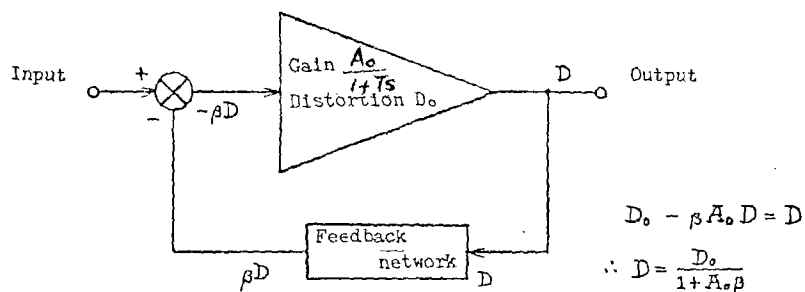 Input
+
-
-βD
Gain A₀/1+Ts
Distortion D₀
D
Output
Feedback
network
βD
D
D₀ - βA₀D = D
∴ D = D₀/1+A₀β